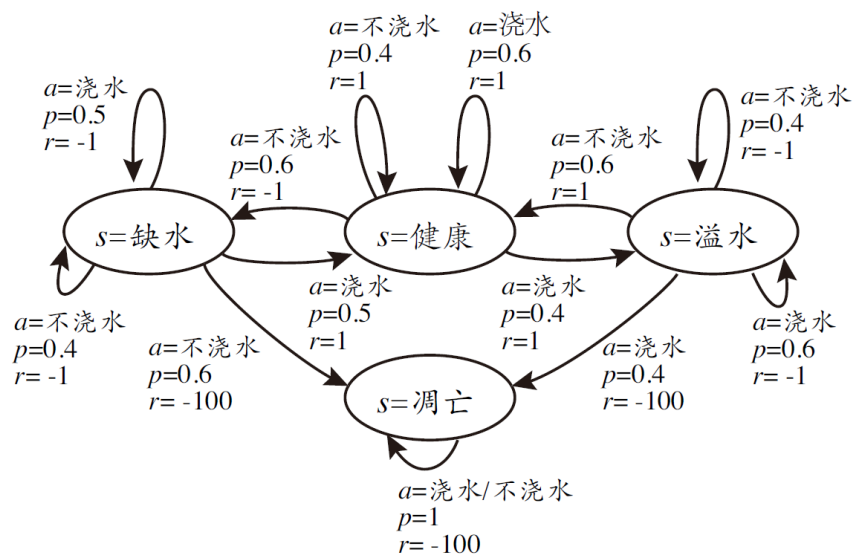 a=不浇水
p=0.4
r=1
a=浇水
p=0.6
r=1
a=浇水
p=0.5
r= -1
a=不浇水
p=0.6
r= -1
a=不浇水
p=0.6
r=1
a=不浇水
p=0.4
r= -1
s=缺水
s=健康
s=溢水
a=不浇水
p=0.4
r= -1
a=不浇水
p=0.6
r= -100
a=浇水
p=0.5
r=1
a=浇水
p=0.4
r=1
a=浇水
p=0.4
r= -100
a=浇水
p=0.6
r= -1
s=凋亡
a=浇水/不浇水
p=1
r= -100